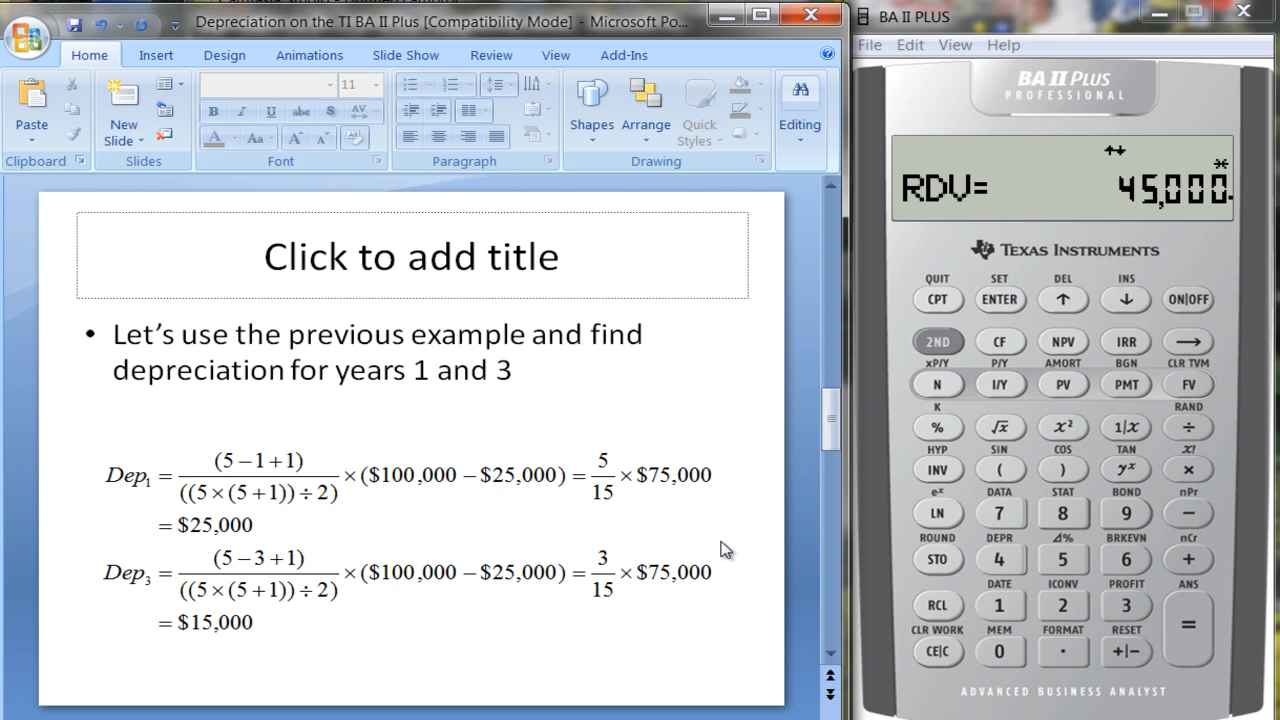 Depreciation on the TI BA II Plus [Compatibility Mode] - Microsoft Po...
Home Insert Design Animations Slide Show Review View Add-Ins
11
Paste New Slide Shapes Arrange Quick Styles Editing
B I U abc S AV
A Aa A A
Clipboard Slides Font Paragraph Drawing
Click to add title
• Let's use the previous example and find
depreciation for years 1 and 3
Dep₁ = (5−1+1) / ((5×(5+1))÷2) ×($100,000−$25,000) = 5/15 ×$75,000
= $25,000
Dep₃ = (5−3+1) / ((5×(5+1))÷2) ×($100,000−$25,000) = 3/15 ×$75,000
= $15,000
BA II PLUS
File Edit View Help
BA II PLUS
PROFESSIONAL
RDV= 45,000.
TEXAS INSTRUMENTS
QUIT SET DEL INS
CPT ENTER ↑ ↓ ON|OFF
2ND CF NPV IRR →
xP/Y P/Y AMORT BGN CLR TVM
N I/Y PV PMT FV
K RAND
% √x x² 1/x ÷
HYP SIN COS TAN x!
INV ( ) yˣ ×
eˣ DATA STAT BOND nPr
LN 7 8 9 −
ROUND DEPR Δ% BRKEVN nCr
STO 4 5 6 +
DATE ICONV PROFIT ANS
RCL 1 2 3 =
CLR WORK MEM FORMAT RESET
CE|C 0 . +|−
ADVANCED BUSINESS ANALYST